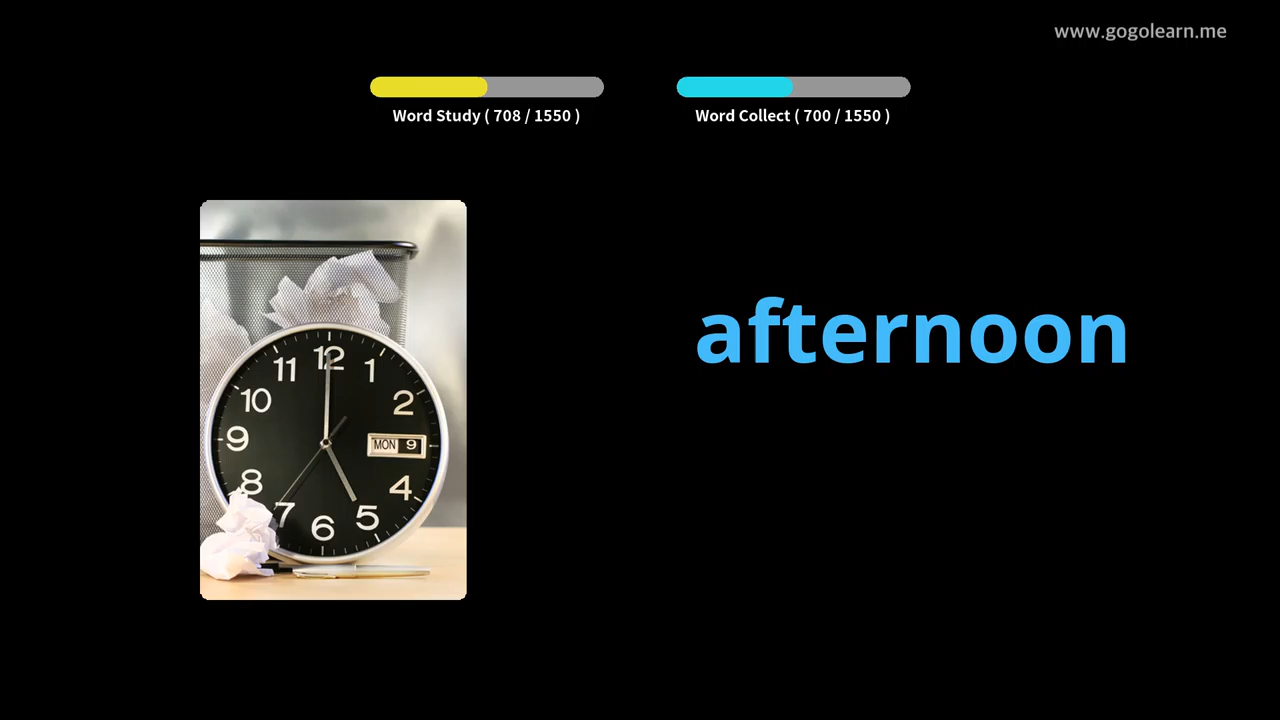 www.gogolearn.me
Word Study ( 708 / 1550 )
Word Collect ( 700 / 1550 )
afternoon
12
11
1
10
2
9
MON 9
8
4
7
5
6